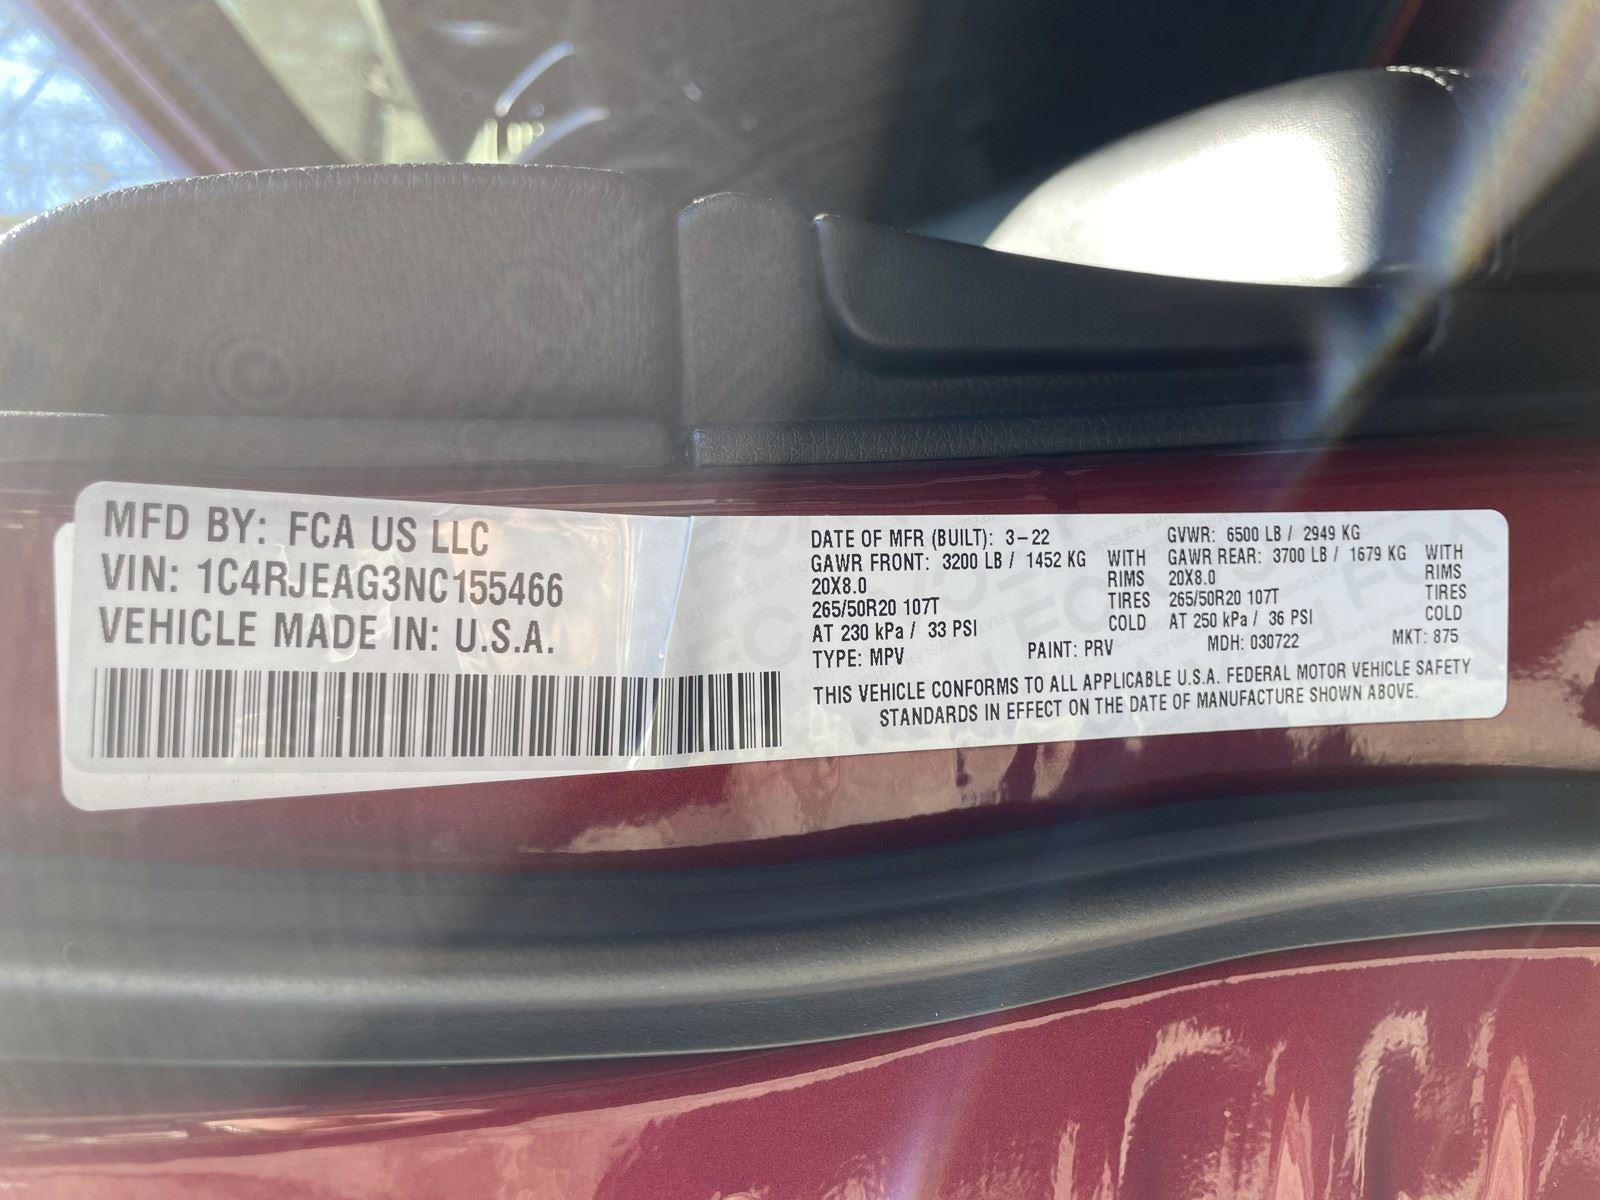 MFD BY: FCA US LLC
VIN: 1C4RJEAG3NC155466
VEHICLE MADE IN: U.S.A.
DATE OF MFR (BUILT): 3-22 GVWR: 6500 LB / 2949 KG
GAWR FRONT: 3200 LB / 1452 KG WITH GAWR REAR: 3700 LB / 1679 KG WITH
20X8.0 RIMS 20X8.0 RIMS
265/50R20 107T TIRES 265/50R20 107T TIRES
AT 230 kPa / 33 PSI COLD AT 250 kPa / 36 PSI COLD
TYPE: MPV PAINT: PRV MDH: 030722 MKT: 875
THIS VEHICLE CONFORMS TO ALL APPLICABLE U.S.A. FEDERAL MOTOR VEHICLE SAFETY
STANDARDS IN EFFECT ON THE DATE OF MANUFACTURE SHOWN ABOVE.